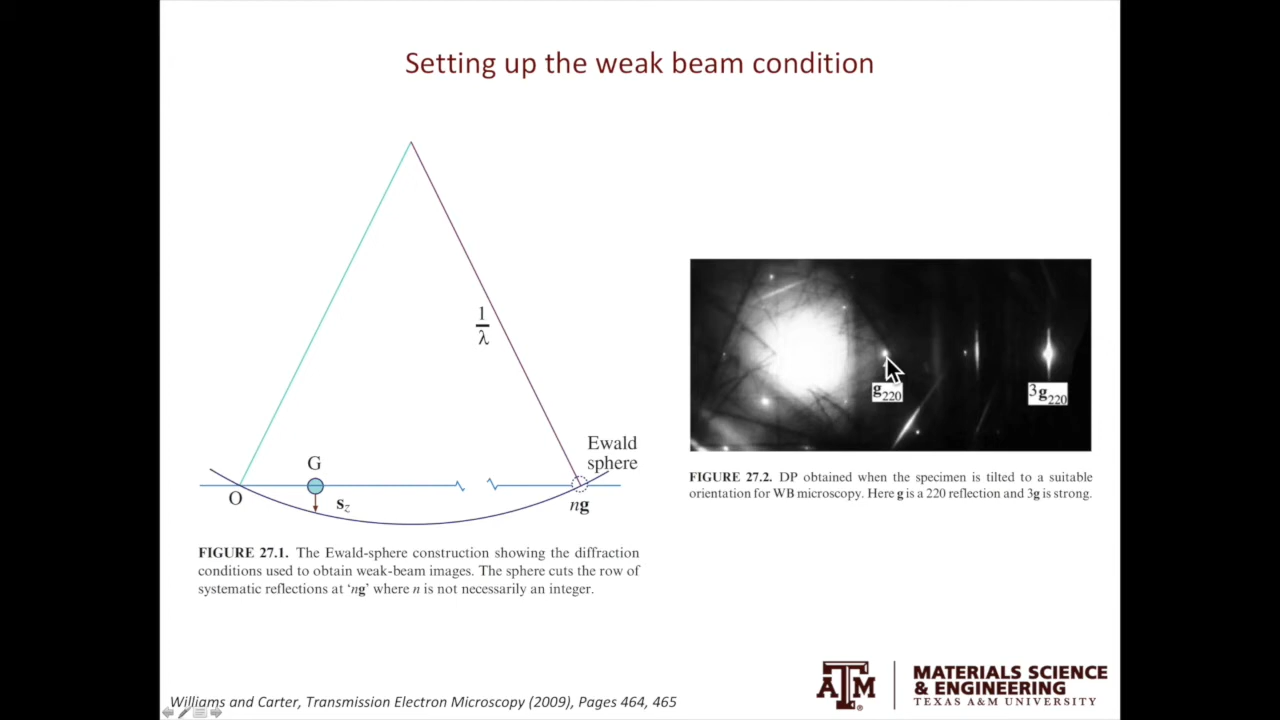 Setting up the weak beam condition
1
λ
G
O
s_z
Ewald
sphere
ng
FIGURE 27.1. The Ewald-sphere construction showing the diffraction
conditions used to obtain weak-beam images. The sphere cuts the row of
systematic reflections at ‘ng’ where n is not necessarily an integer.
g220
3g220
FIGURE 27.2. DP obtained when the specimen is tilted to a suitable
orientation for WB microscopy. Here g is a 220 reflection and 3g is strong.
Williams and Carter, Transmission Electron Microscopy (2009), Pages 464, 465
ATM
MATERIALS SCIENCE
& ENGINEERING
TEXAS A&M UNIVERSITY